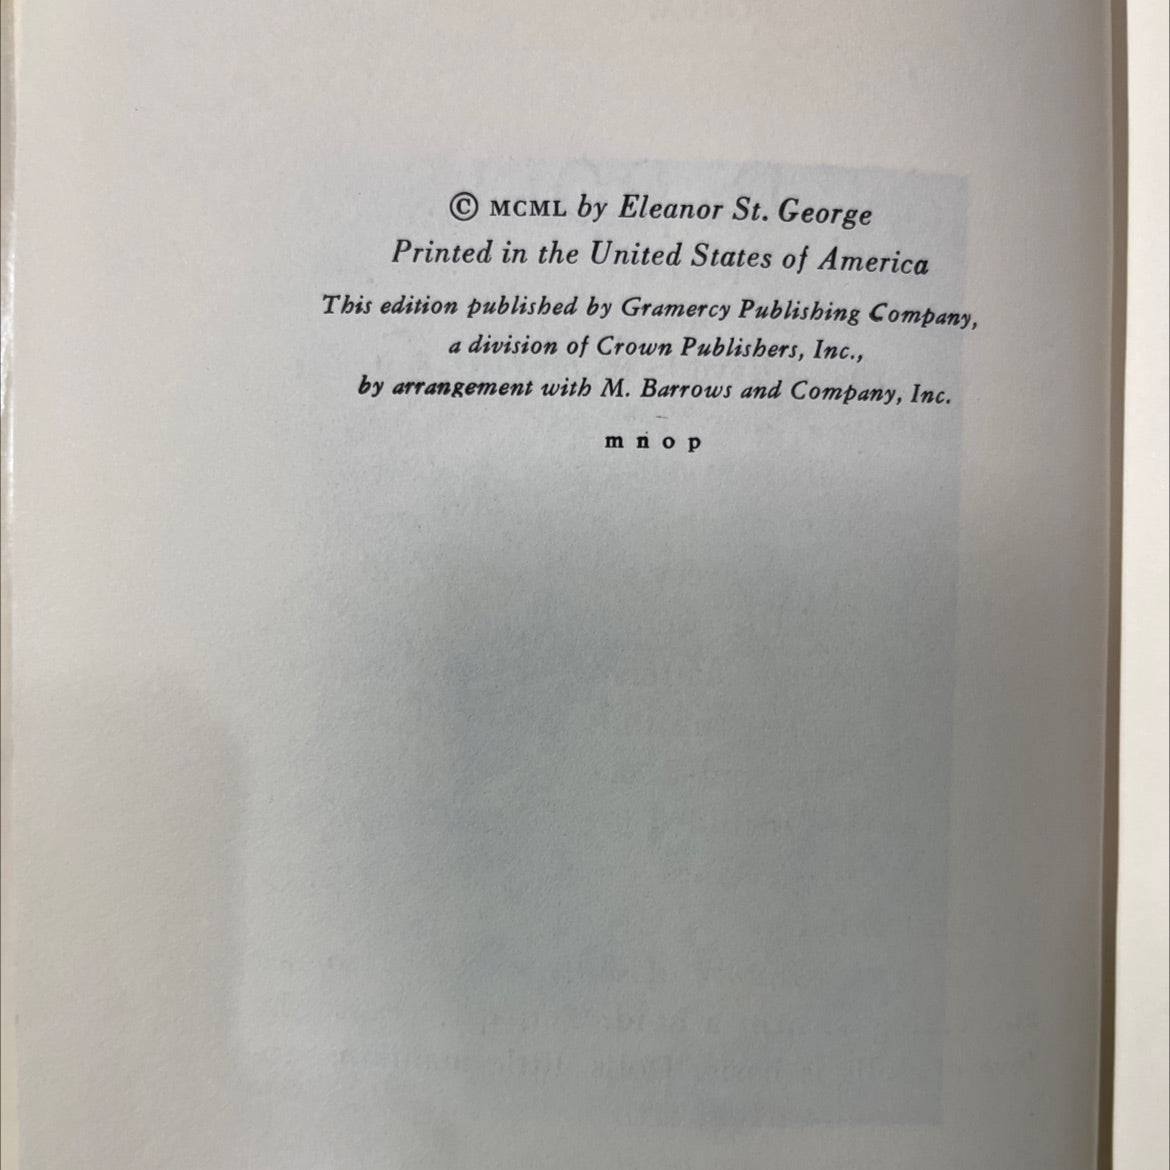 © MCML by Eleanor St. George
Printed in the United States of America
This edition published by Gramercy Publishing Company,
a division of Crown Publishers, Inc.,
by arrangement with M. Barrows and Company, Inc.
m n o p